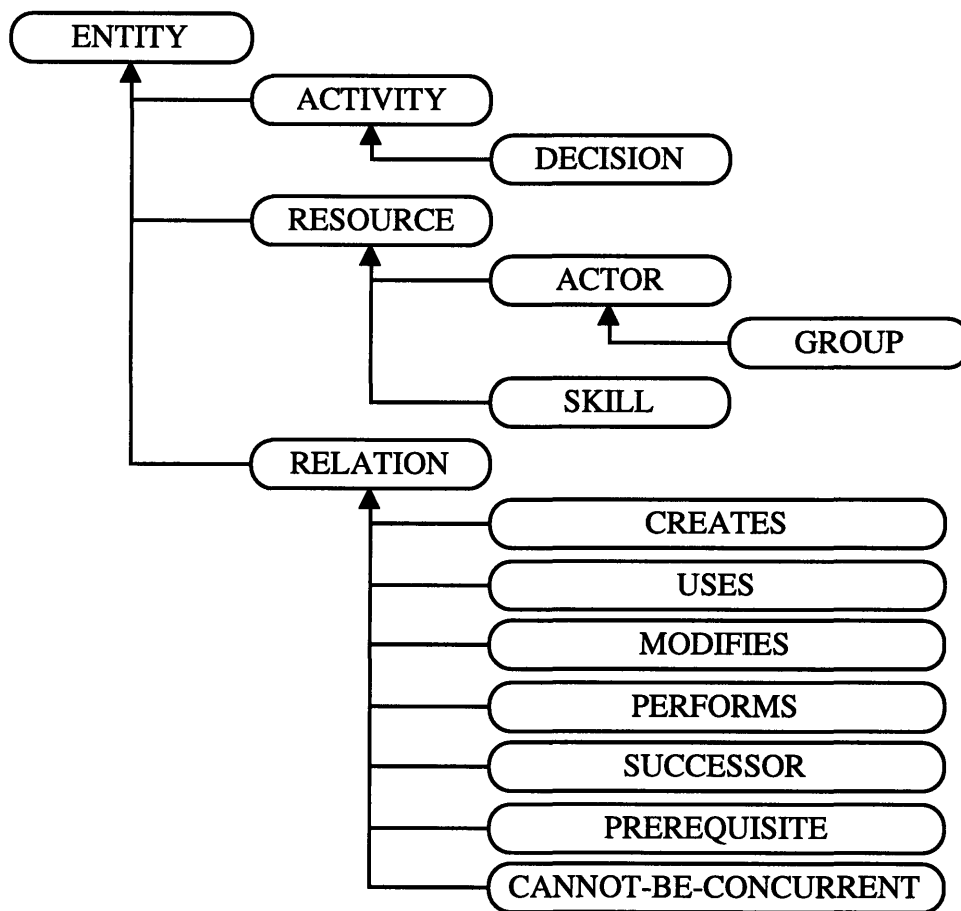 ENTITY
ACTIVITY
DECISION
RESOURCE
ACTOR
GROUP
SKILL
RELATION
CREATES
USES
MODIFIES
PERFORMS
SUCCESSOR
PREREQUISITE
CANNOT-BE-CONCURRENT